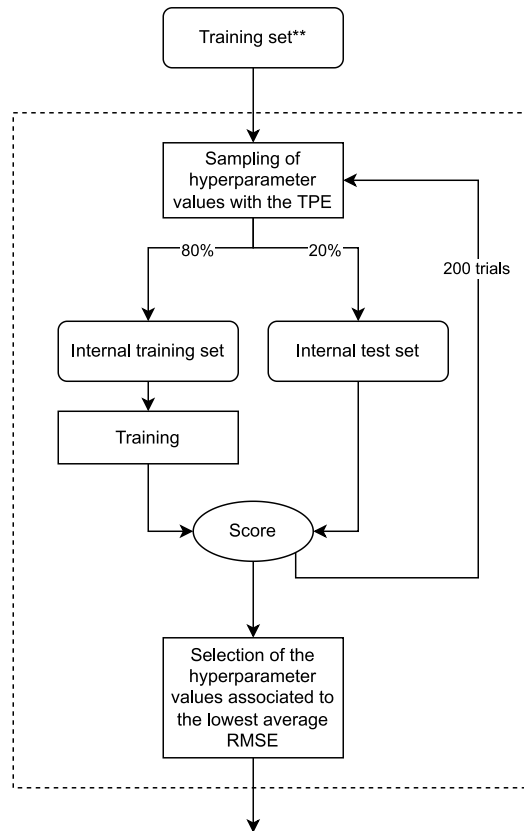 Training set**
Sampling of
hyperparameter
values with the TPE
80%
20%
200 trials
Internal training set
Internal test set
Training
Score
Selection of the
hyperparameter
values associated to
the lowest average
RMSE